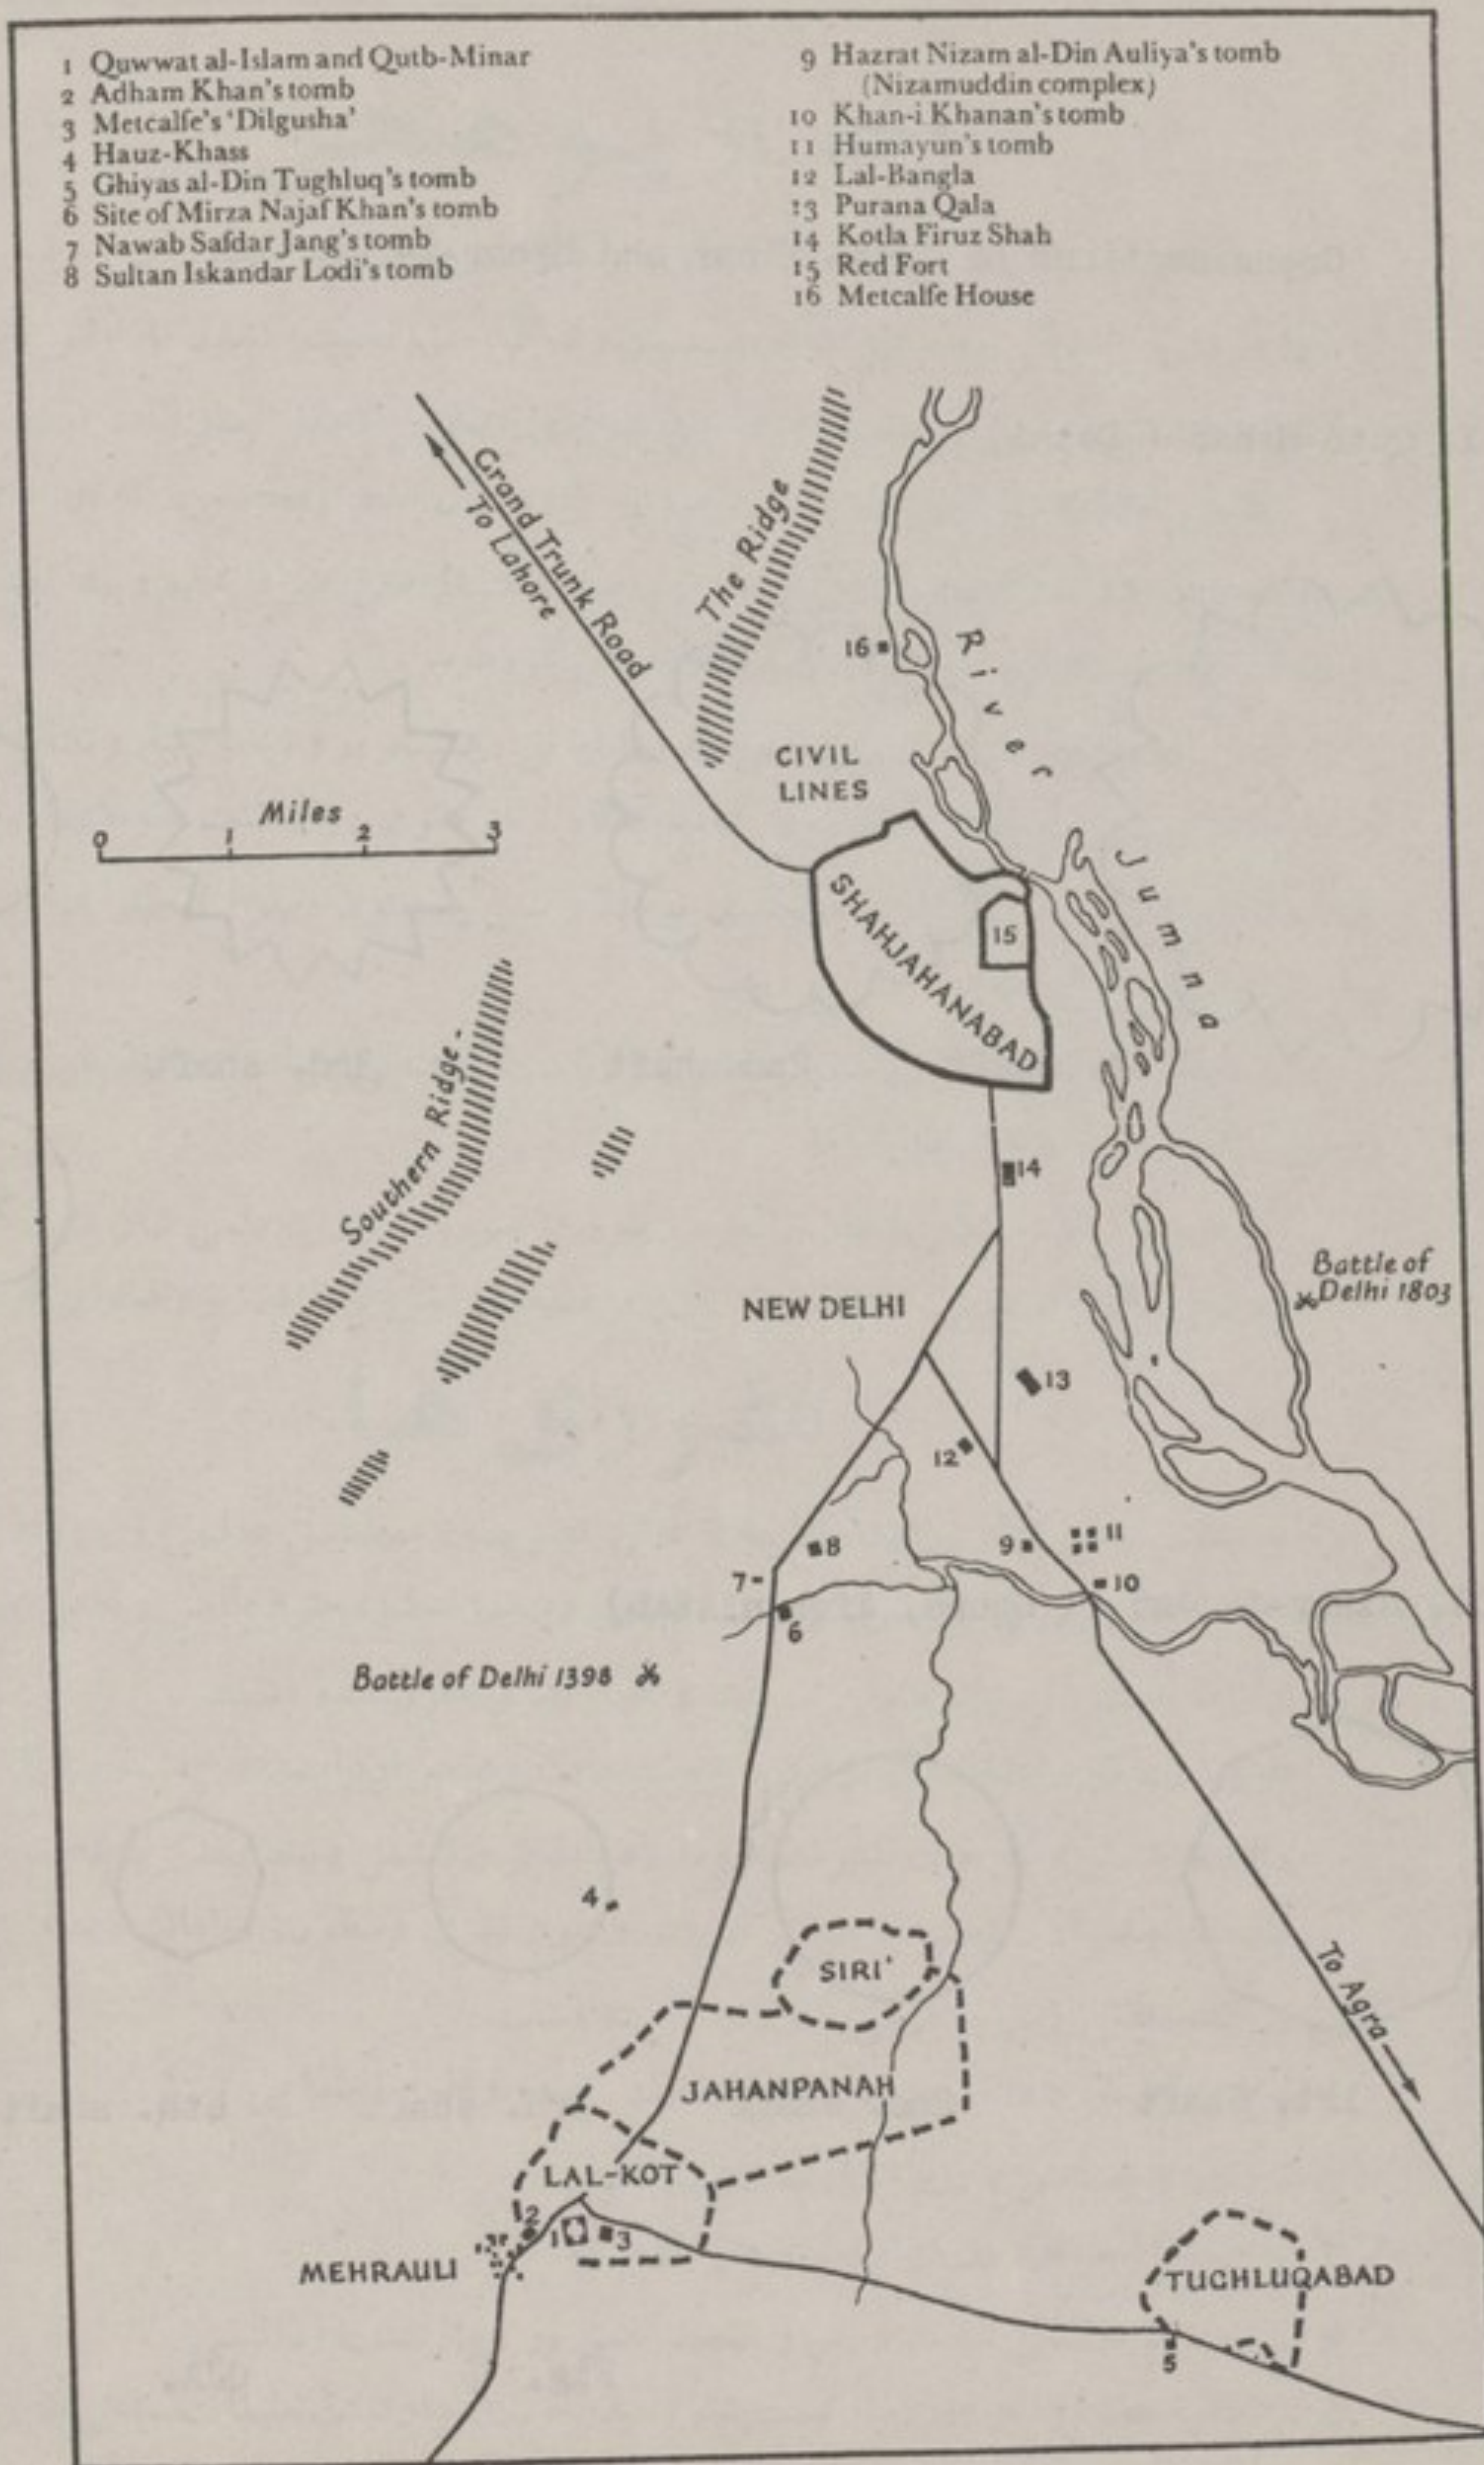 1 Quwwat al-Islam and Qutb-Minar
2 Adham Khan's tomb
3 Metcalfe's 'Dilgusha'
4 Hauz-Khass
5 Ghiyas al-Din Tughluq's tomb
6 Site of Mirza Najaf Khan's tomb
7 Nawab Safdar Jang's tomb
8 Sultan Iskandar Lodi's tomb
9 Hazrat Nizam al-Din Auliya's tomb
(Nizamuddin complex)
10 Khan-i Khanan's tomb
11 Humayun's tomb
12 Lal-Bangla
13 Purana Qala
14 Kotla Firuz Shah
15 Red Fort
16 Metcalfe House
Grand Trunk Road
To Lahore
The Ridge
16
River
CIVIL
LINES
Miles
0 1 2 3
Jumna
SHAHJAHANABAD
15
Southern Ridge
14
Battle of
Delhi 1803
NEW DELHI
13
12
11
8
9
7
10
6
Battle of Delhi 1398
4
SIRI
To Agra
JAHANPANAH
LAL-KOT
2
1
3
MEHRAULI
TUGHLUQABAD
5